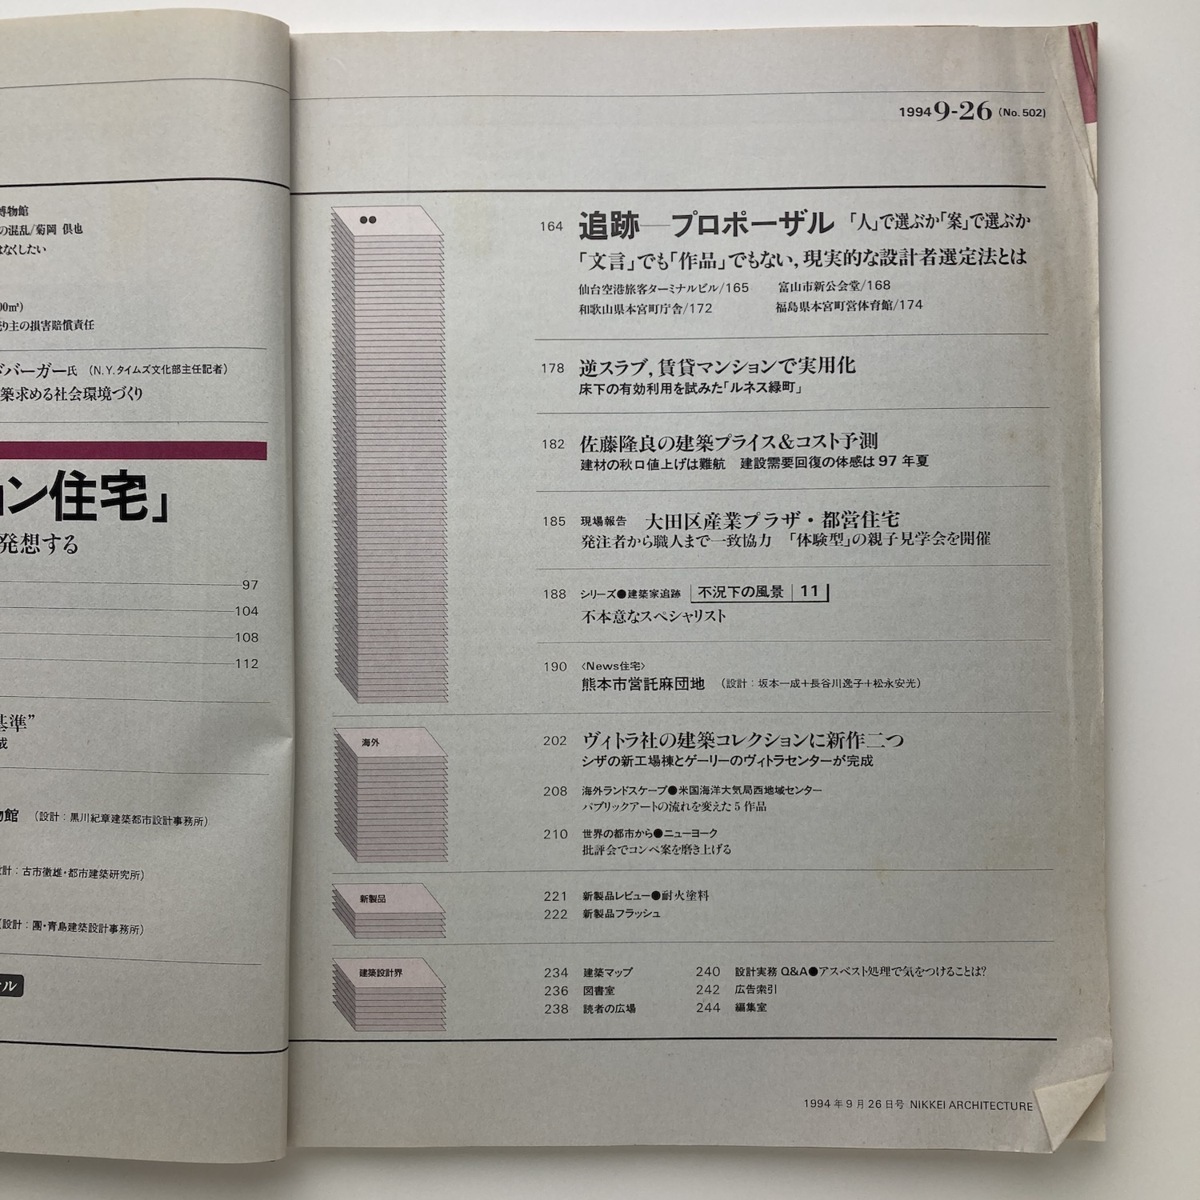 博物館
の混乱/菊岡 倶也
はなくしたい
00m²)
り主の損害賠償責任
バーガー氏 (N.Y.タイムズ文化部主任記者)
築求める社会環境づくり
ン住宅」
発想する
97
104
108
112
基準”
成
物館 (設計:黒川紀章建築都市設計事務所)
計:古市徹雄・都市建築研究所)
(設計:團・青島建築設計事務所)
ル
1994 9-26 (No.502)
●●
164 追跡—プロポーザル 「人」で選ぶか「案」で選ぶか
「文言」でも「作品」でもない,現実的な設計者選定法とは
仙台空港旅客ターミナルビル/165 富山市新公会堂/168
和歌山県本宮町庁舎/172 福島県本宮町営体育館/174
178 逆スラブ,賃貸マンションで実用化
床下の有効利用を試みた「ルネス緑町」
182 佐藤隆良の建築プライス&コスト予測
建材の秋口値上げは難航 建設需要回復の体感は97年夏
185 現場報告 大田区産業プラザ・都営住宅
発注者から職人まで一致協力 「体験型」の親子見学会を開催
188 シリーズ●建築家追跡 不況下の風景 11
不本意なスペシャリスト
190 〈News住宅〉
熊本市営託麻団地 (設計:坂本一成+長谷川逸子+松永安光)
海外
202 ヴィトラ社の建築コレクションに新作二つ
シザの新工場棟とゲーリーのヴィトラセンターが完成
208 海外ランドスケープ●米国海洋大気局西地域センター
パブリックアートの流れを変えた5作品
210 世界の都市から●ニューヨーク
批評会でコンペ案を磨き上げる
新製品
221 新製品レビュー●耐火塗料
222 新製品フラッシュ
建築設計界
234 建築マップ 240 設計実務Q&A●アスベスト処理で気をつけることは?
236 図書室 242 広告索引
238 読者の広場 244 編集室
1994年9月26日号 NIKKEI ARCHITECTURE